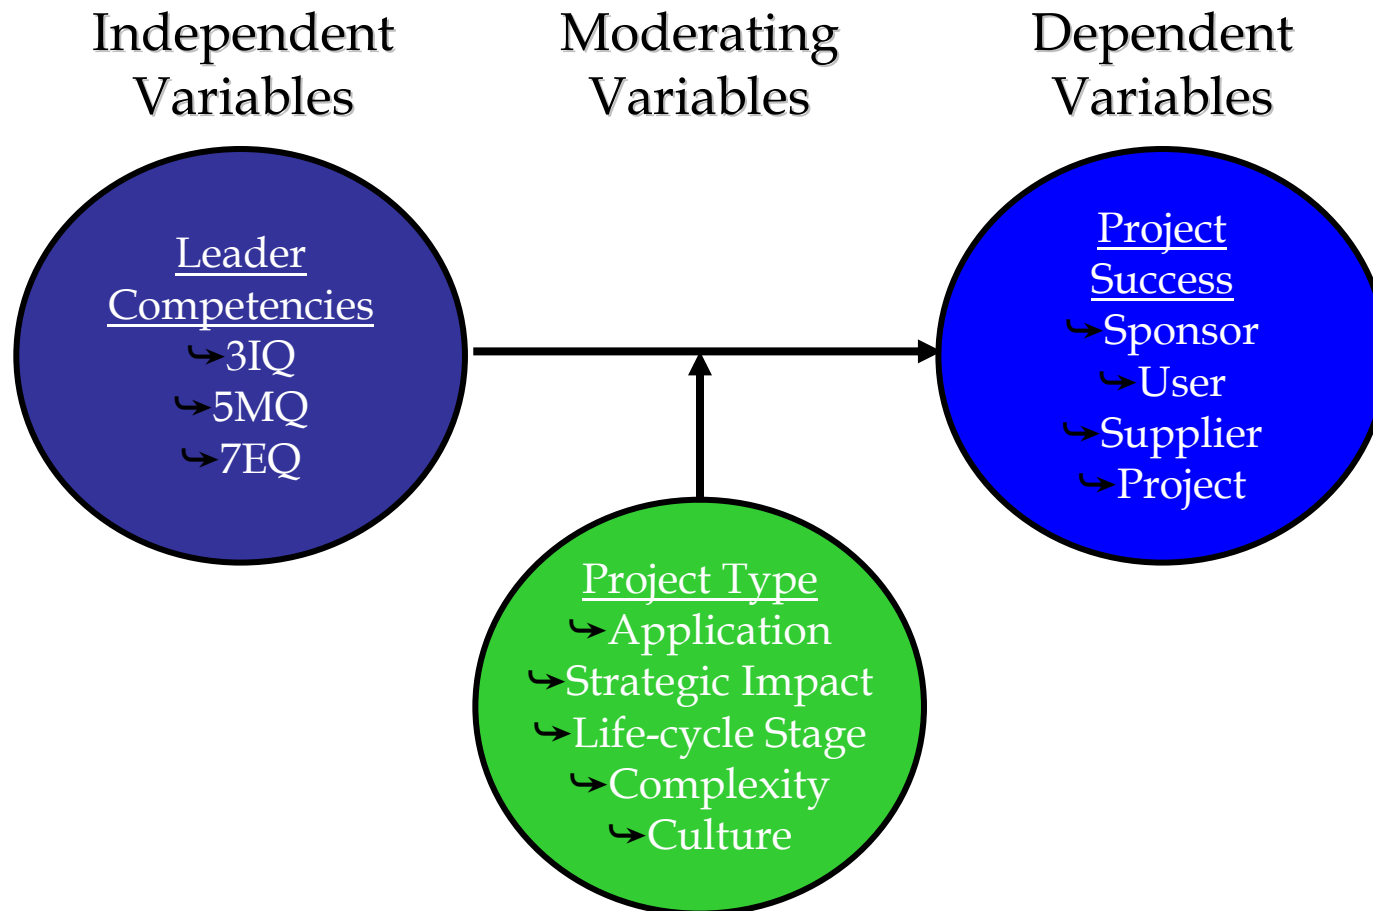 Independent
Variables
Moderating
Variables
Dependent
Variables
Leader
Competencies
3IQ
5MQ
7EQ
Project
Success
Sponsor
User
Supplier
Project
Project Type
Application
Strategic Impact
Life-cycle Stage
Complexity
Culture